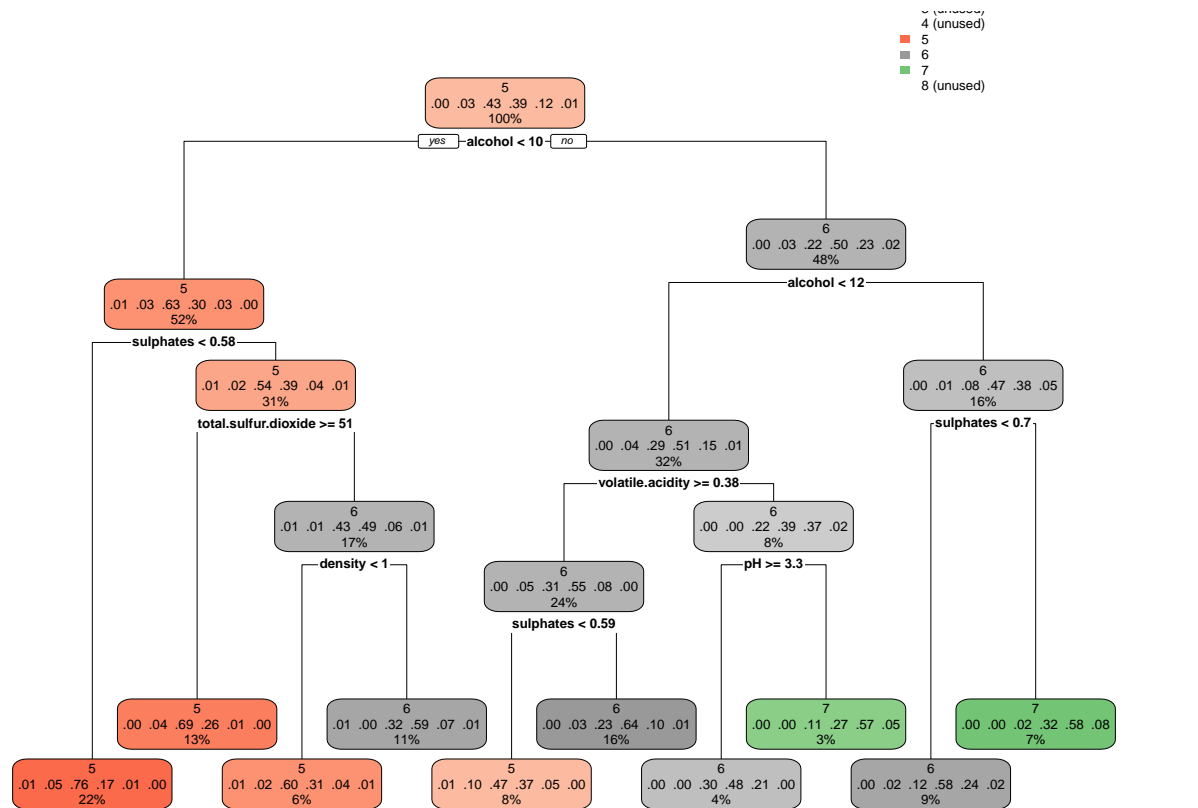 4 (unused)
5
6
7
8 (unused)
5
.00 .03 .43 .39 .12 .01
100%
yes alcohol < 10 no
6
.00 .03 .22 .50 .23 .02
48%
alcohol < 12
5
.01 .03 .63 .30 .03 .00
52%
sulphates < 0.58
5
.01 .02 .54 .39 .04 .01
31%
total.sulfur.dioxide >= 51
6
.00 .01 .08 .47 .38 .05
16%
sulphates < 0.7
6
.00 .04 .29 .51 .15 .01
32%
volatile.acidity >= 0.38
6
.01 .01 .43 .49 .06 .01
17%
density < 1
6
.00 .00 .22 .39 .37 .02
8%
pH >= 3.3
6
.00 .05 .31 .55 .08 .00
24%
sulphates < 0.59
5
.00 .04 .69 .26 .01 .00
13%
6
.01 .00 .32 .59 .07 .01
11%
6
.00 .03 .23 .64 .10 .01
16%
7
.00 .00 .11 .27 .57 .05
3%
7
.00 .00 .02 .32 .58 .08
7%
5
.01 .05 .76 .17 .01 .00
22%
5
.01 .02 .60 .31 .04 .01
6%
5
.01 .10 .47 .37 .05 .00
8%
6
.00 .00 .30 .48 .21 .00
4%
6
.00 .02 .12 .58 .24 .02
9%